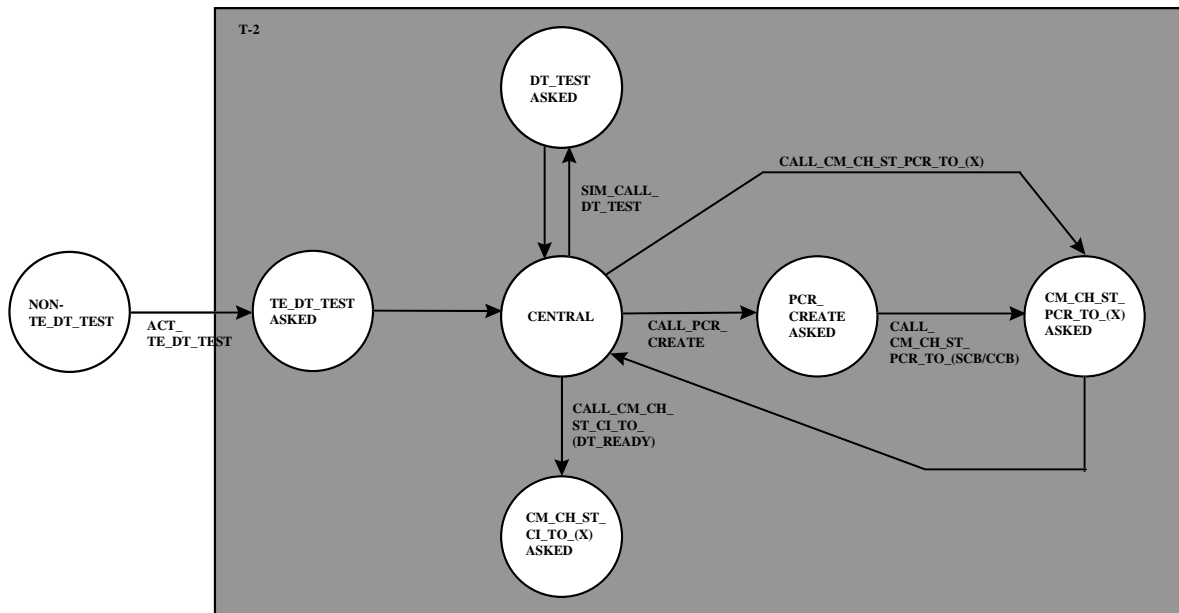 T-2
DT_TEST
ASKED
CALL_CM_CH_ST_PCR_TO_(X)
SIM_CALL_
DT_TEST
NON-
TE_DT_TEST
ACT_
TE_DT_TEST
TE_DT_TEST
ASKED
CENTRAL
CALL_PCR_
CREATE
PCR_
CREATE
ASKED
CALL_
CM_CH_ST_
PCR_TO_(SCB/CCB)
CM_CH_ST_
PCR_TO_(X)
ASKED
CALL_CM_CH_
ST_CI_TO_
(DT_READY)
CM_CH_ST_
CI_TO_(X)
ASKED